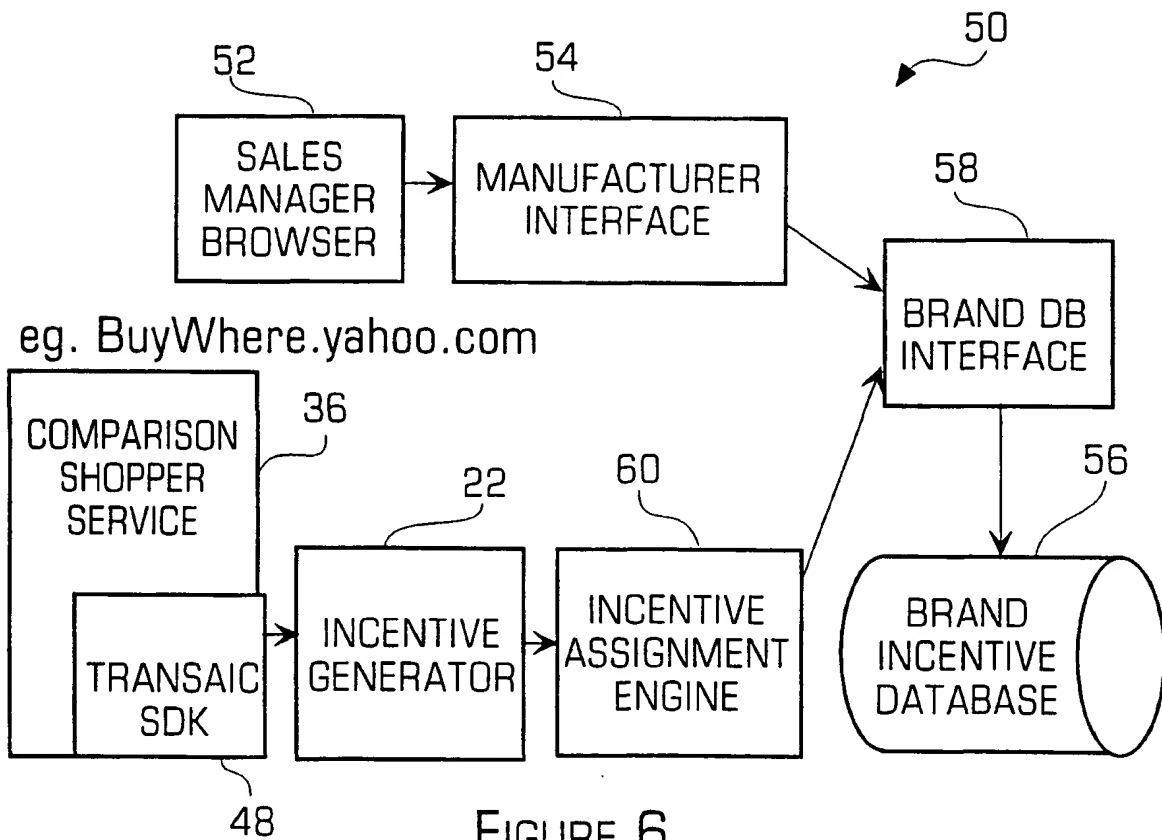 50
52
54
SALES
MANAGER
BROWSER
MANUFACTURER
INTERFACE
58
BRAND DB
INTERFACE
eg. BuyWhere.yahoo.com
36
COMPARISON
SHOPPER
SERVICE
TRANSAIC
SDK
48
22
INCENTIVE
GENERATOR
60
INCENTIVE
ASSIGNMENT
ENGINE
56
BRAND
INCENTIVE
DATABASE
FIGURE 6